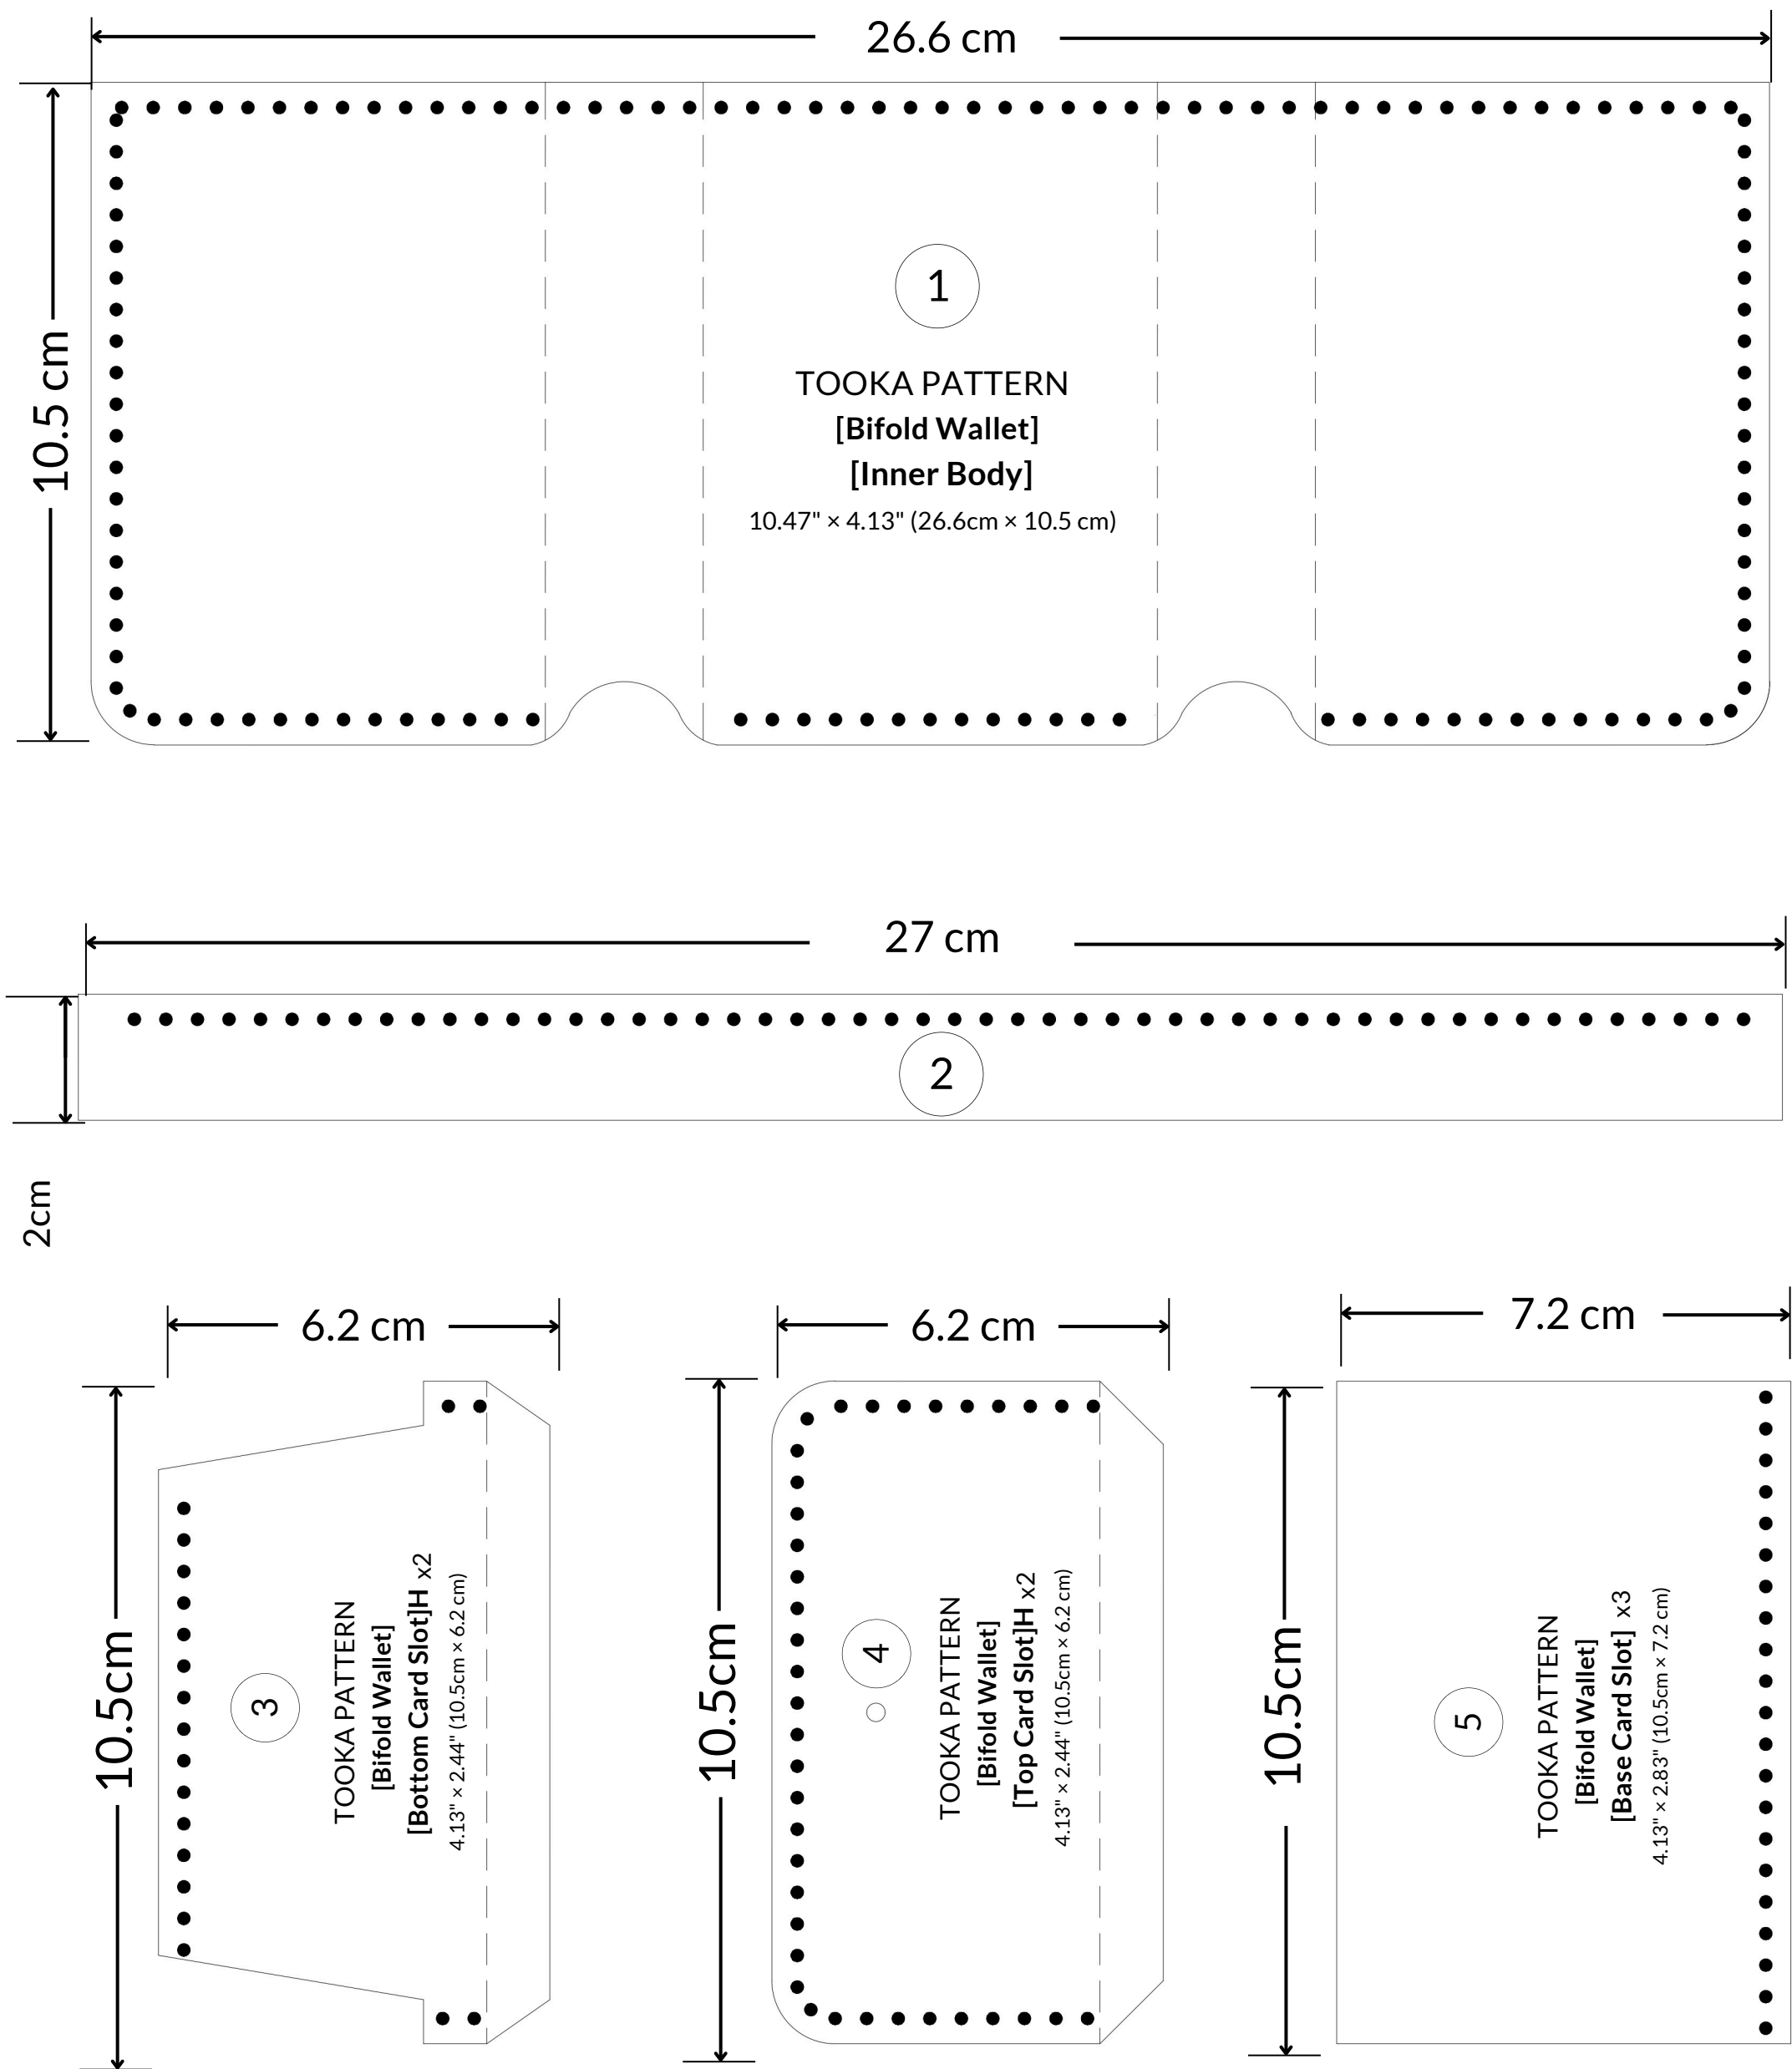 26.6 cm
10.5 cm
1
TOOKA PATTERN
[Bifold Wallet]
[Inner Body]
10.47" × 4.13" (26.6cm × 10.5 cm)
27 cm
2
2cm
6.2 cm
10.5cm
3
TOOKA PATTERN
[Bifold Wallet]
[Bottom Card Slot]H x2
4.13" × 2.44" (10.5cm × 6.2 cm)
6.2 cm
10.5cm
4
TOOKA PATTERN
[Bifold Wallet]
[Top Card Slot]H x2
4.13" × 2.44" (10.5cm × 6.2 cm)
7.2 cm
10.5cm
5
TOOKA PATTERN
[Bifold Wallet]
[Base Card Slot] x3
4.13" × 2.83" (10.5cm × 7.2 cm)